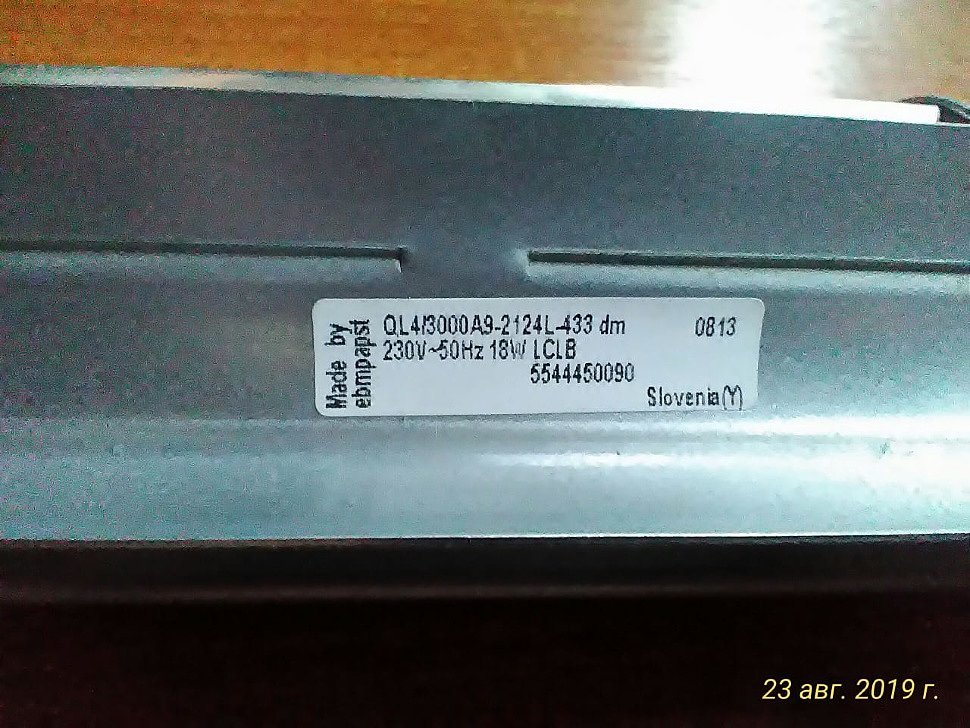 Made by
ebmpapst
QL4/3000A9-2124L-433 dm 0813
230V~50Hz 18W LCLB
5544450090
Slovenia(Y)
23 авг. 2019 г.